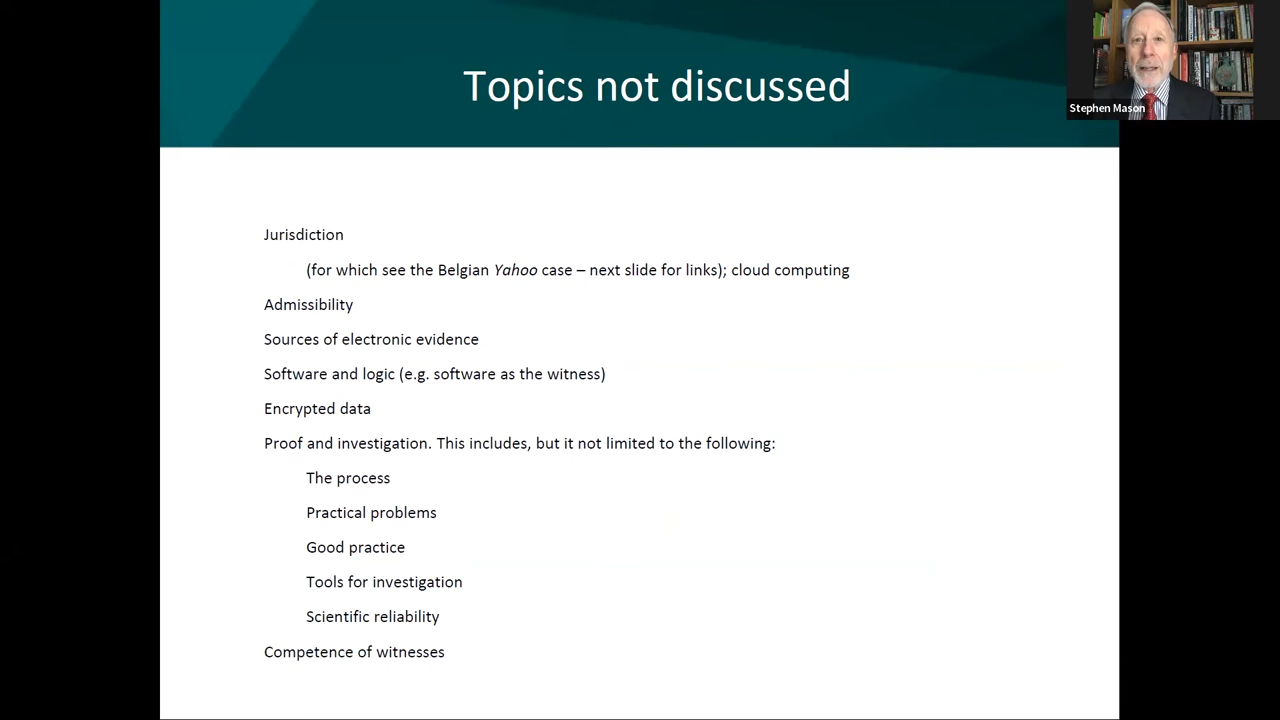 Topics not discussed
Stephen Mason
Jurisdiction
(for which see the Belgian Yahoo case – next slide for links); cloud computing
Admissibility
Sources of electronic evidence
Software and logic (e.g. software as the witness)
Encrypted data
Proof and investigation. This includes, but it not limited to the following:
The process
Practical problems
Good practice
Tools for investigation
Scientific reliability
Competence of witnesses